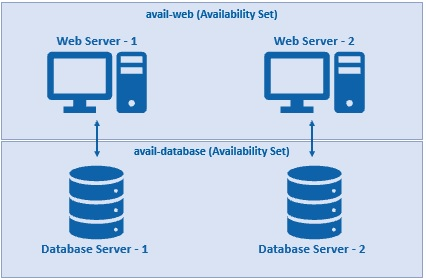 avail-web (Availability Set)
Web Server - 1
Web Server - 2
avail-database (Availability Set)
Database Server - 1
Database Server - 2